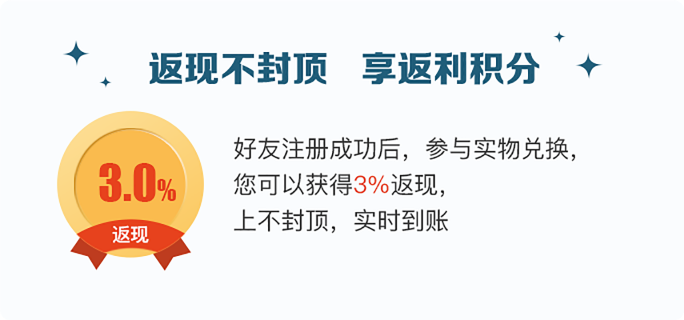 返现不封顶 享返利积分
3.0%
返现
好友注册成功后，参与实物兑换，
您可以获得3%返现，
上不封顶，实时到账